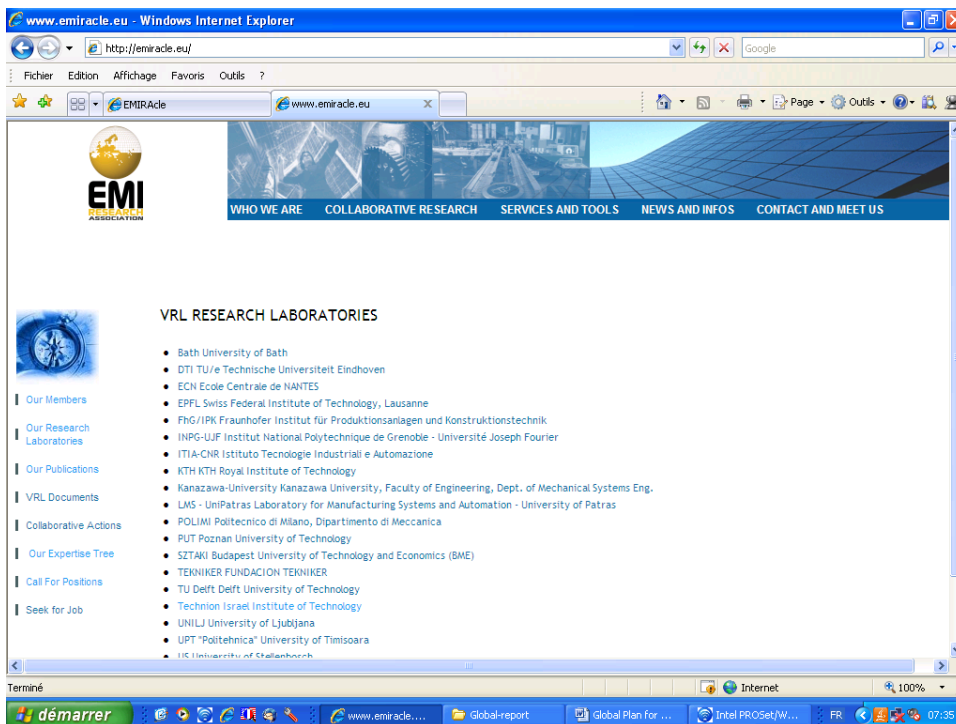 www.emiracle.eu - Windows Internet Explorer
http://emiracle.eu/
Google
Fichier Edition Affichage Favoris Outils ?
EMIRAcle
www.emiracle.eu
Page
Outils
EMI
RESEARCH
ASSOCIATION
WHO WE ARE COLLABORATIVE RESEARCH SERVICES AND TOOLS NEWS AND INFOS CONTACT AND MEET US
VRL RESEARCH LABORATORIES
Bath University of Bath
DTI TU/e Technische Universiteit Eindhoven
ECN Ecole Centrale de NANTES
EPFL Swiss Federal Institute of Technology, Lausanne
FhG/IPK Fraunhofer Institut für Produktionsanlagen und Konstruktionstechnik
INPG-UJF Institut National Polytechnique de Grenoble - Université Joseph Fourier
ITIA-CNR Istituto Tecnologie Industriali e Automazione
KTH KTH Royal Institute of Technology
Kanazawa-University Kanazawa University, Faculty of Engineering, Dept. of Mechanical Systems Eng.
LMS - UniPatras Laboratory for Manufacturing Systems and Automation - University of Patras
POLIMI Politecnico di Milano, Dipartimento di Meccanica
PUT Poznan University of Technology
SZTAKI Budapest University of Technology and Economics (BME)
TEKNIKER FUNDACION TEKNIKER
TU Delft Delft University of Technology
Technion Israel Institute of Technology
UNILJ University of Ljubljana
UPT "Politehnica" University of Timisoara
US University of Stellenbosch
Our Members
Our Research
Laboratories
Our Publications
VRL Documents
Collaborative Actions
Our Expertise Tree
Call For Positions
Seek for Job
Terminé
Internet
100%
démarrer
www.emiracle....
Global-report
Global Plan for ...
Intel PROSet/W...
FR
07:35